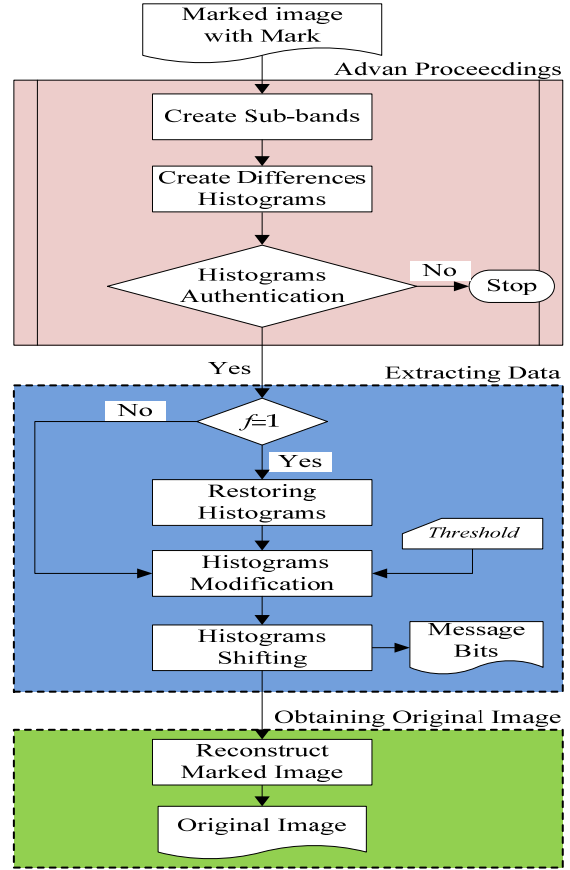 Marked image
with Mark
Advan Proceecdings
Create Sub-bands
Create Differences
Histograms
Histograms
Authentication
No
Stop
Yes
Extracting Data
No
f=1
Yes
Restoring
Histograms
Threshold
Histograms
Modification
Histograms
Shifting
Message
Bits
Obtaining Original Image
Reconstruct
Marked Image
Original Image